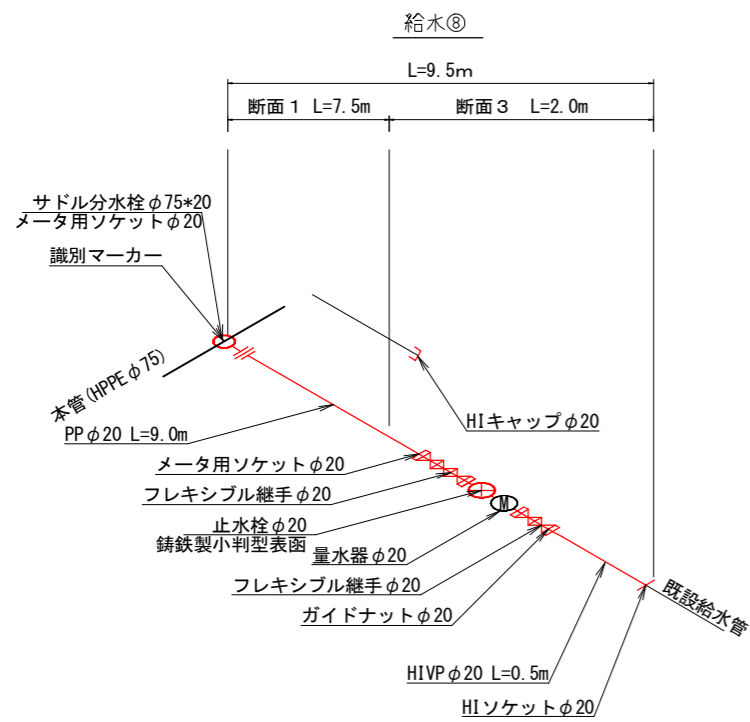 給水⑧
L=9.5m
断面1 L=7.5m
断面3 L=2.0m
サドル分水栓φ75*20
メータ用ソケットφ20
識別マーカー
本管(HPPEφ75)
HIキャップφ20
PPφ20 L=9.0m
メータ用ソケットφ20
フレキシブル継手φ20
止水栓φ20
鋳鉄製小判型表函
M
量水器φ20
フレキシブル継手φ20
ガイドナットφ20
既設給水管
HIVPφ20 L=0.5m
HIソケットφ20